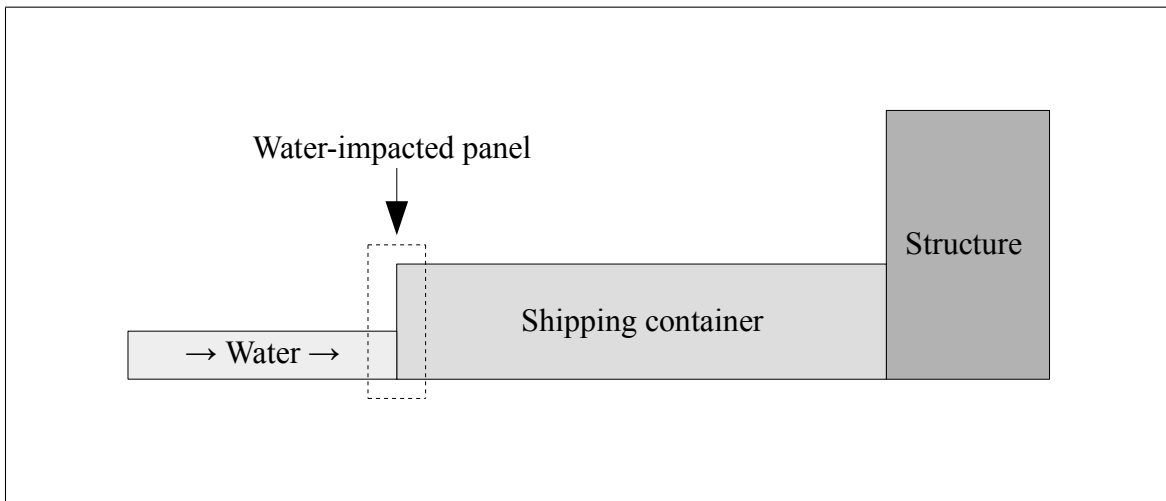 Water-impacted panel
Structure
Shipping container
→ Water →